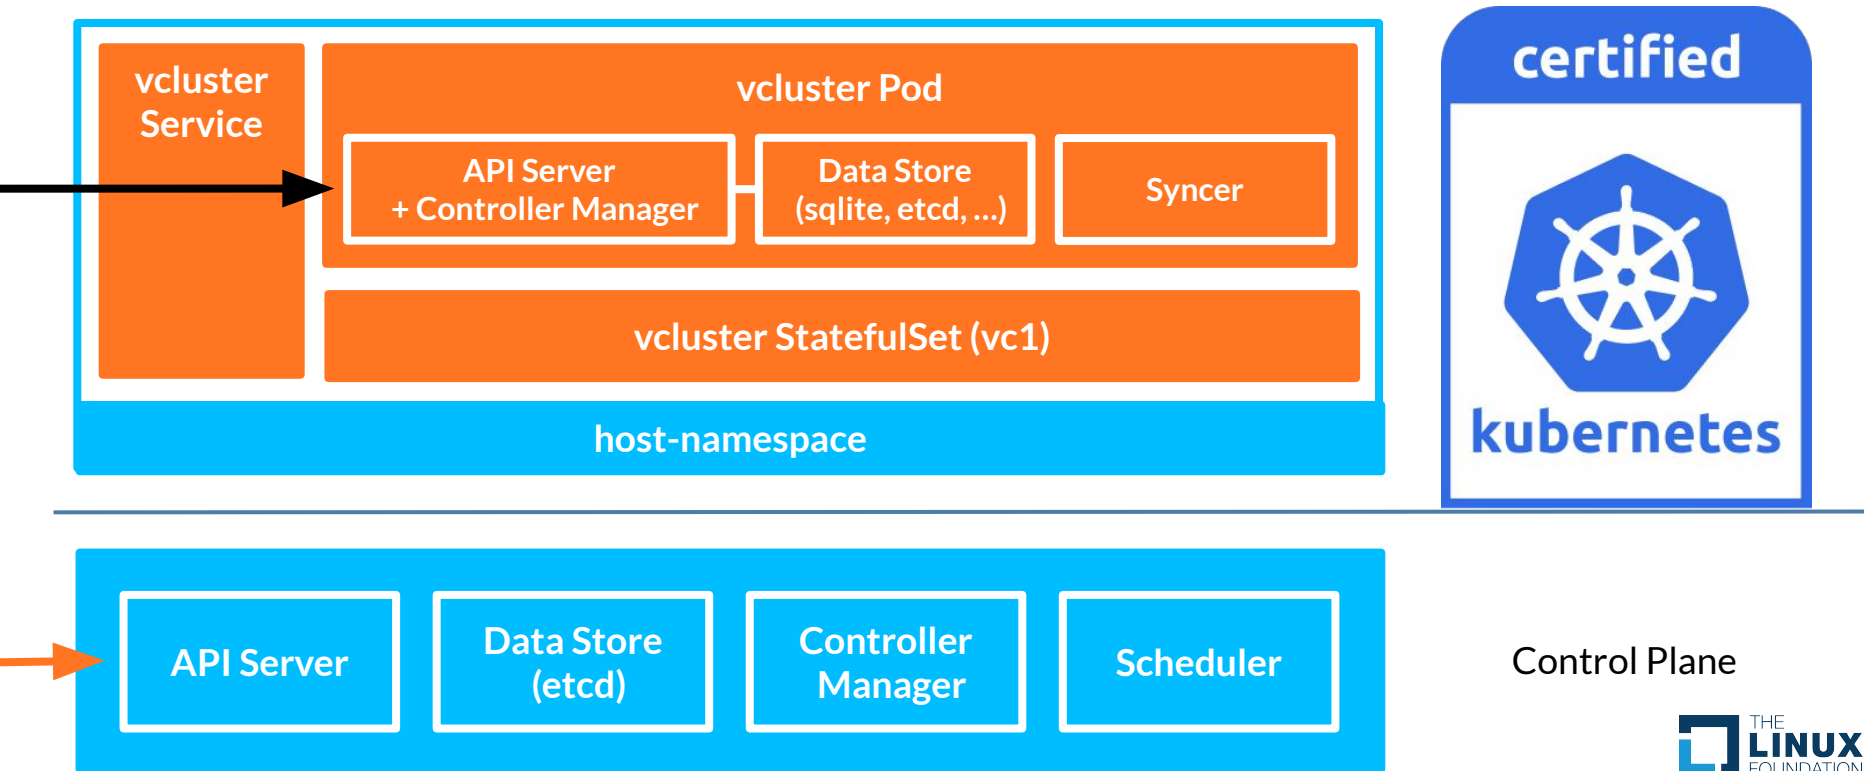 vcluster
Service
vcluster Pod
API Server
+ Controller Manager
Data Store
(sqlite, etcd, ...)
Syncer
vcluster StatefulSet (vc1)
host-namespace
certified
kubernetes
API Server
Data Store
(etcd)
Controller
Manager
Scheduler
Control Plane
THE
LINUX
FOUNDATION